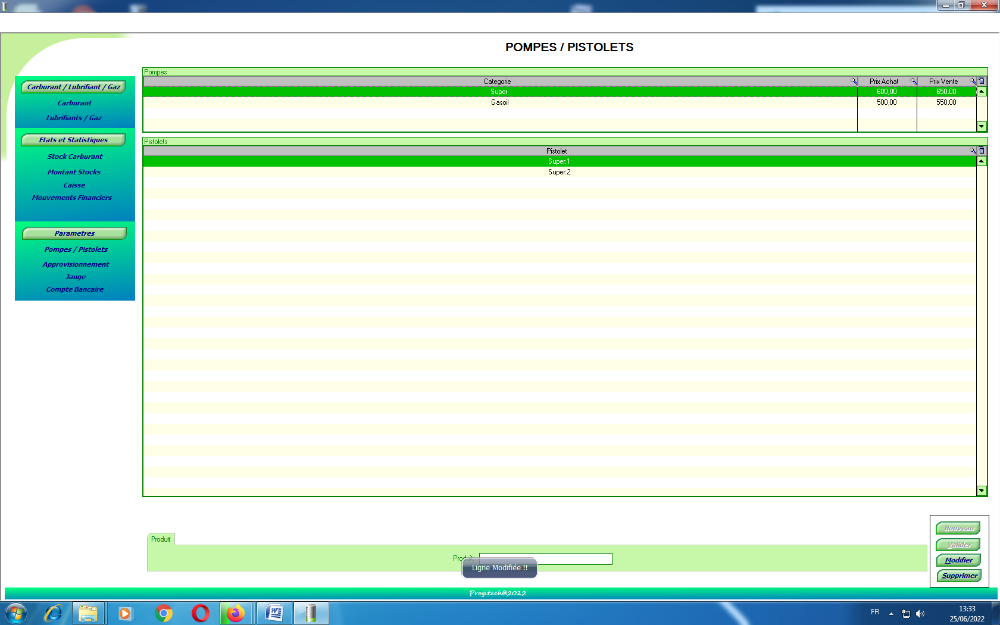 POMPES / PISTOLETS
Carburant / Lubrifiant / Gaz
Carburant
Lubrifiants / Gaz
Etats et Statistiques
Stock Carburant
Montant Stocks
Caisse
Mouvements Financiers
Parametres
Pompes / Pistolets
Approvisionnement
Jauge
Compte Bancaire
Pompes
Categorie Prix Achat Prix Vente
Super 600,00 650,00
Gasoil 500,00 550,00
Pistolets
Pistolet
Super:1
Super:2
Produit
Produit
Ligne Modifiée !!
Nouveau
Valider
Modifier
Supprimer
Progitech@2022
FR
13:33
25/06/2022